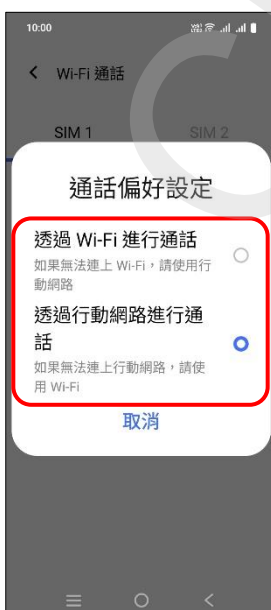 10:00
Wi-Fi 通話
SIM 1
SIM 2
通話偏好設定
透過 Wi-Fi 進行通話
如果無法連上 Wi-Fi，請使用行
動網路
透過行動網路進行通
話
如果無法連上行動網路，請使
用 Wi-Fi
取消